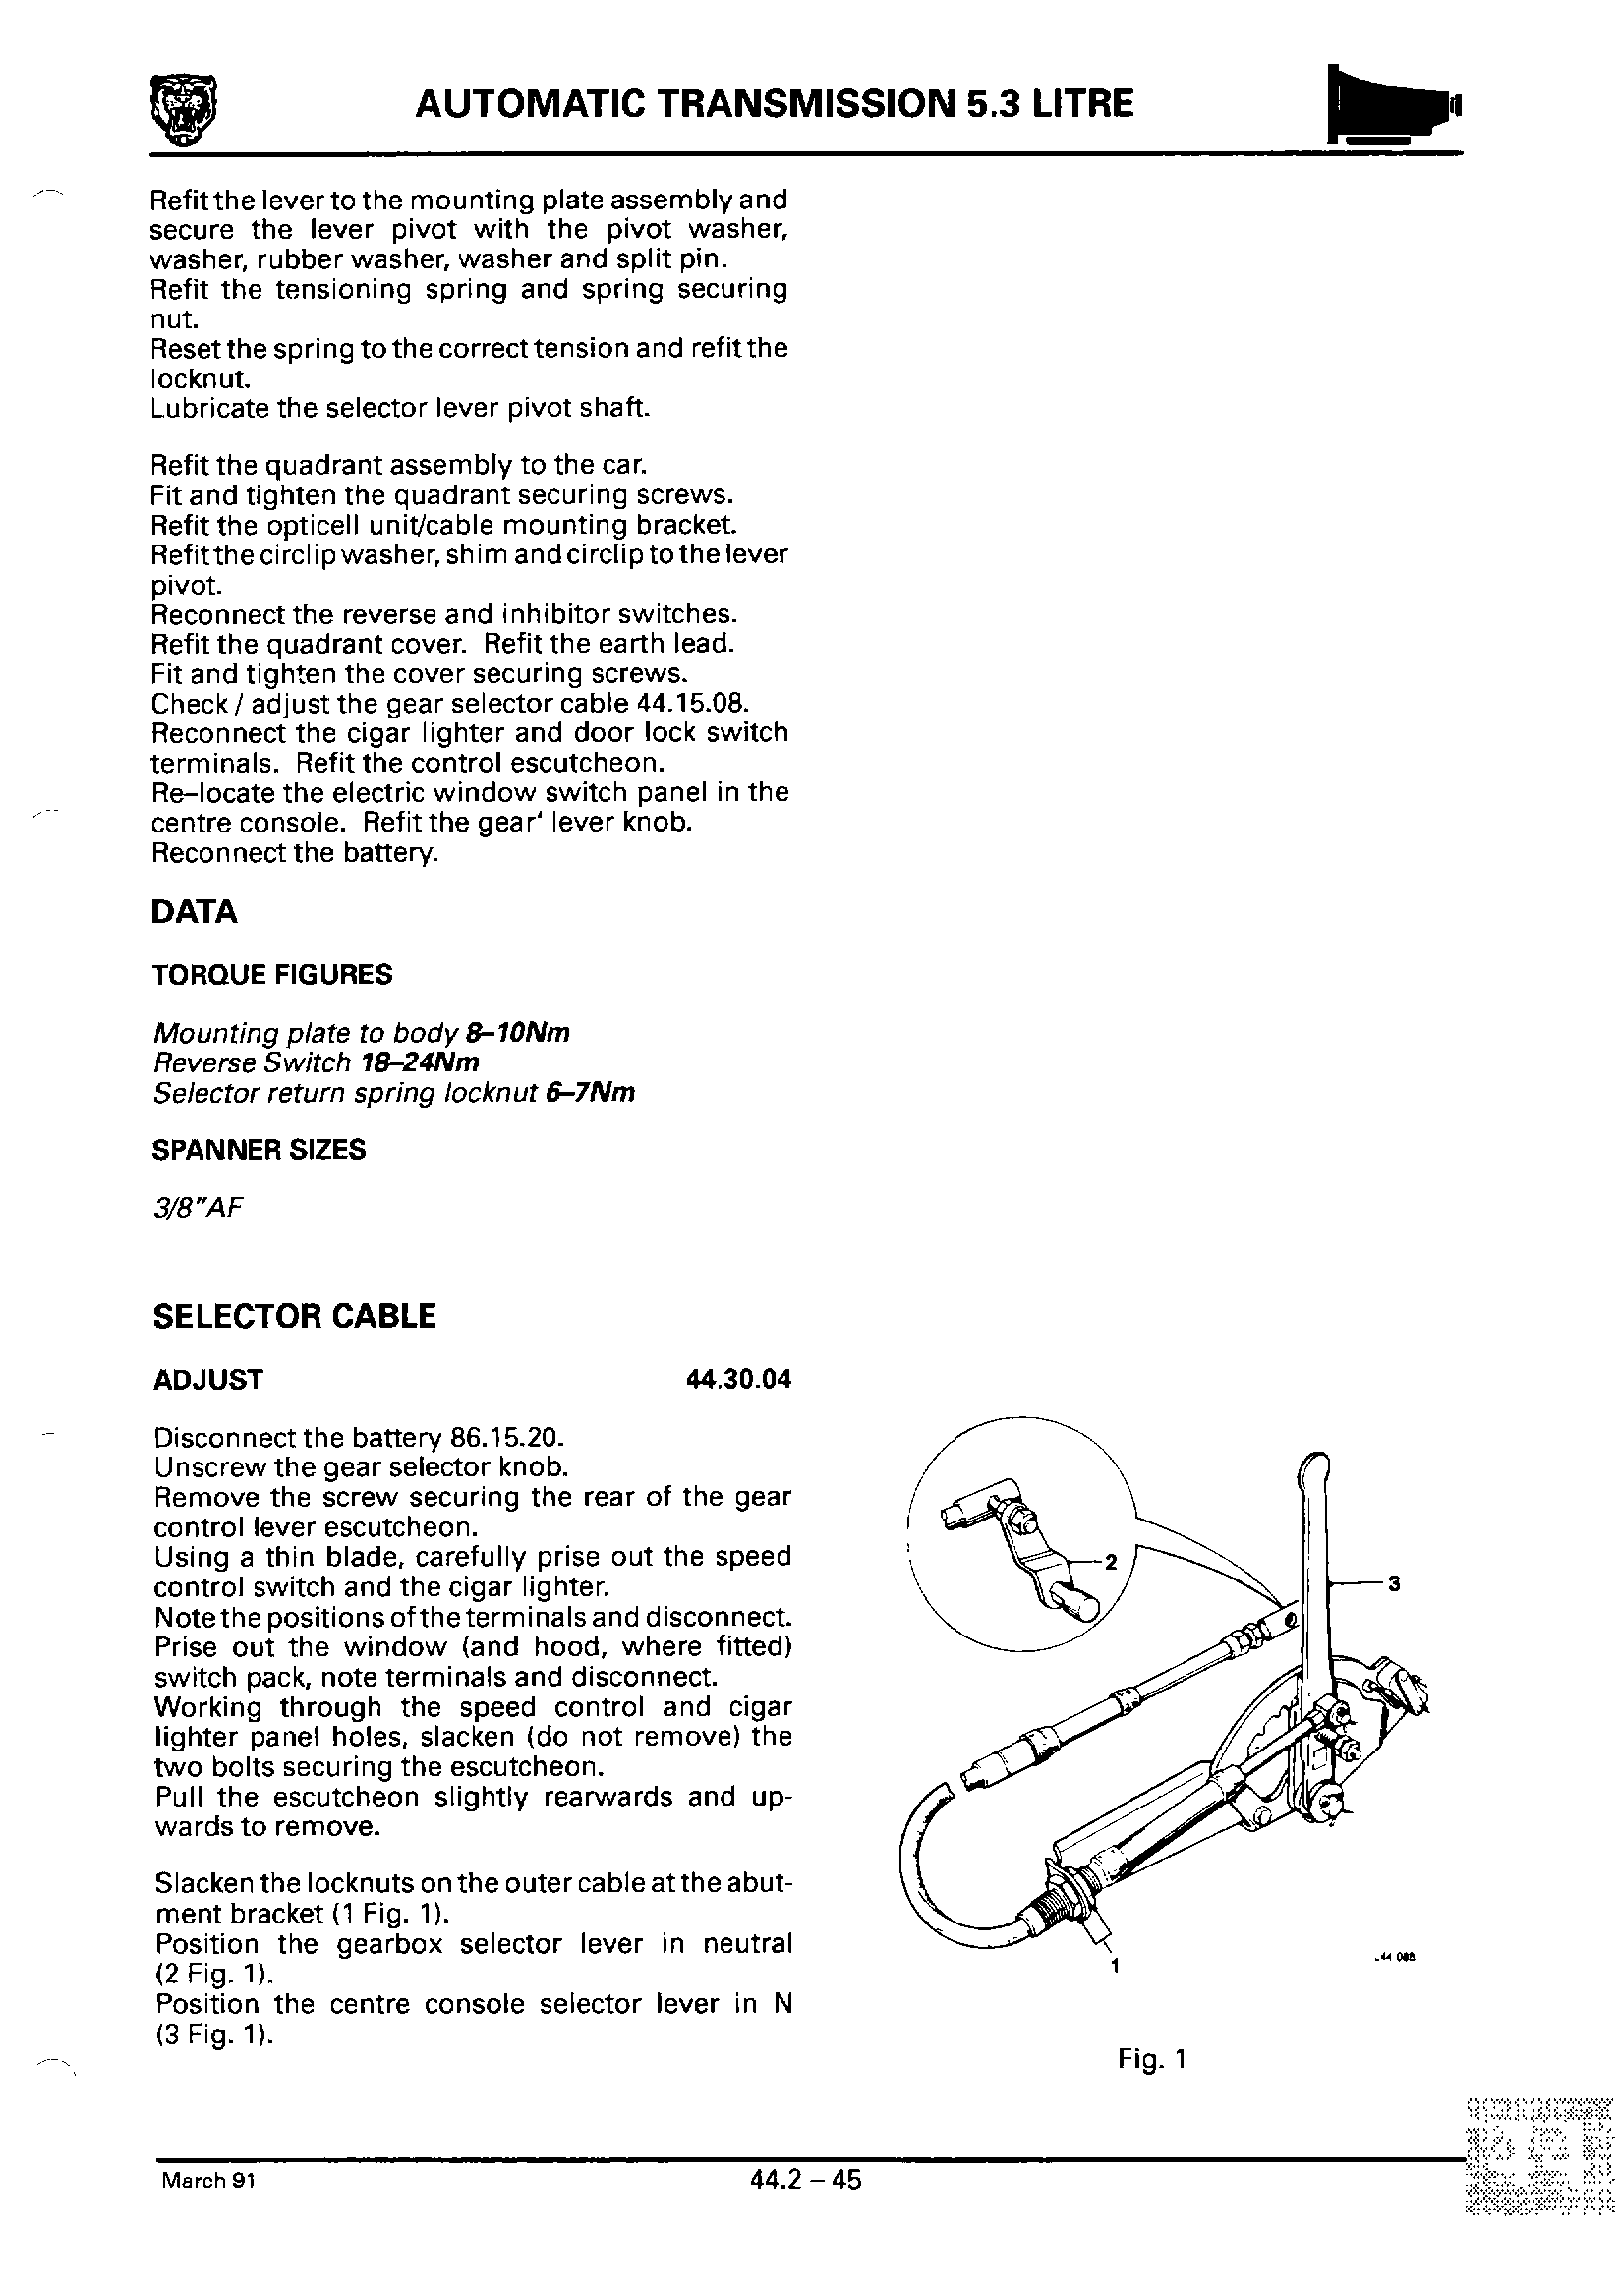 AUTOMATIC TRANSMISSION 5.3 LITRE
Refit the lever to the mounting plate assembly and
secure the lever pivot with the pivot washer,
washer, rubber washer, washer and split pin.
Refit the tensioning spring and spring securing
nut.
Reset the spring to the correct tension and refit the
locknut.
Lubricate the selector lever pivot shaft.
Refit the quadrant assembly to the car.
Fit and tighten the quadrant securing screws.
Refit the opticell unit/cable mounting bracket.
Refit the circlip washer, shim and circlip to the lever
pivot.
Reconnect the reverse and inhibitor switches.
Refit the quadrant cover. Refit the earth lead.
Fit and tighten the cover securing screws.
Check / adjust the gear selector cable 44.15.08.
Reconnect the cigar lighter and door lock switch
terminals. Refit the control escutcheon.
Re–locate the electric window switch panel in the
centre console. Refit the gear' lever knob.
Reconnect the battery.
DATA
TORQUE FIGURES
Mounting plate to body 8–10Nm
Reverse Switch 18–24Nm
Selector return spring locknut 6–7Nm
SPANNER SIZES
3/8"AF
SELECTOR CABLE
ADJUST 44.30.04
Disconnect the battery 86.15.20.
Unscrew the gear selector knob.
Remove the screw securing the rear of the gear
control lever escutcheon.
Using a thin blade, carefully prise out the speed
control switch and the cigar lighter.
Note the positions of the terminals and disconnect.
Prise out the window (and hood, where fitted)
switch pack, note terminals and disconnect.
Working through the speed control and cigar
lighter panel holes, slacken (do not remove) the
two bolts securing the escutcheon.
Pull the escutcheon slightly rearwards and up-
wards to remove.
Slacken the locknuts on the outer cable at the abut-
ment bracket (1 Fig. 1).
Position the gearbox selector lever in neutral
(2 Fig. 1).
Position the centre console selector lever in N
(3 Fig. 1).
2
3
1
Fig. 1
March 91
44.2 – 45